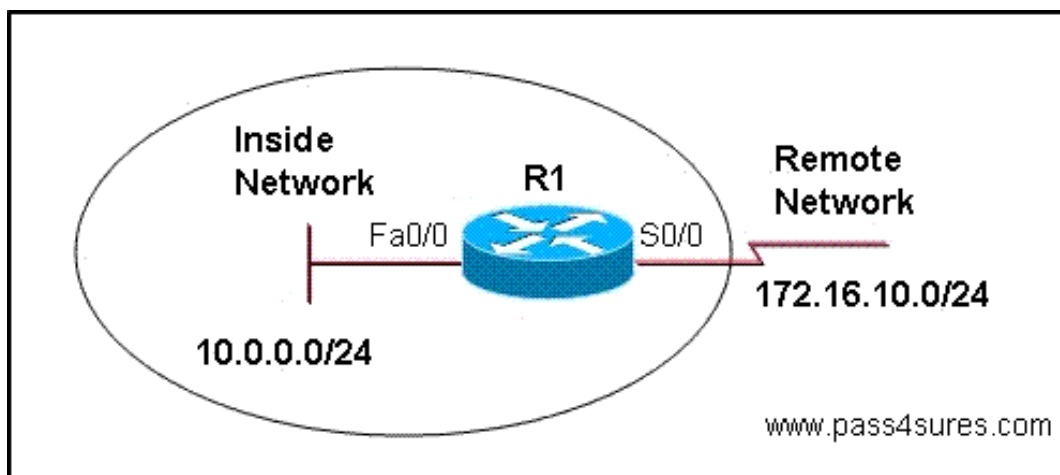 Inside
Network
R1
Remote
Network
Fa0/0
S0/0
172.16.10.0/24
10.0.0.0/24
www.pass4sures.com